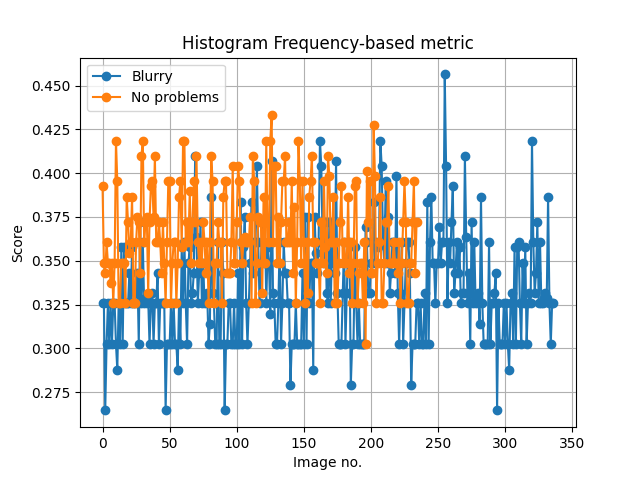 Histogram Frequency-based metric
Blurry
No problems
Score
0.450
0.425
0.400
0.375
0.350
0.325
0.300
0.275
0 50 100 150 200 250 300 350
Image no.